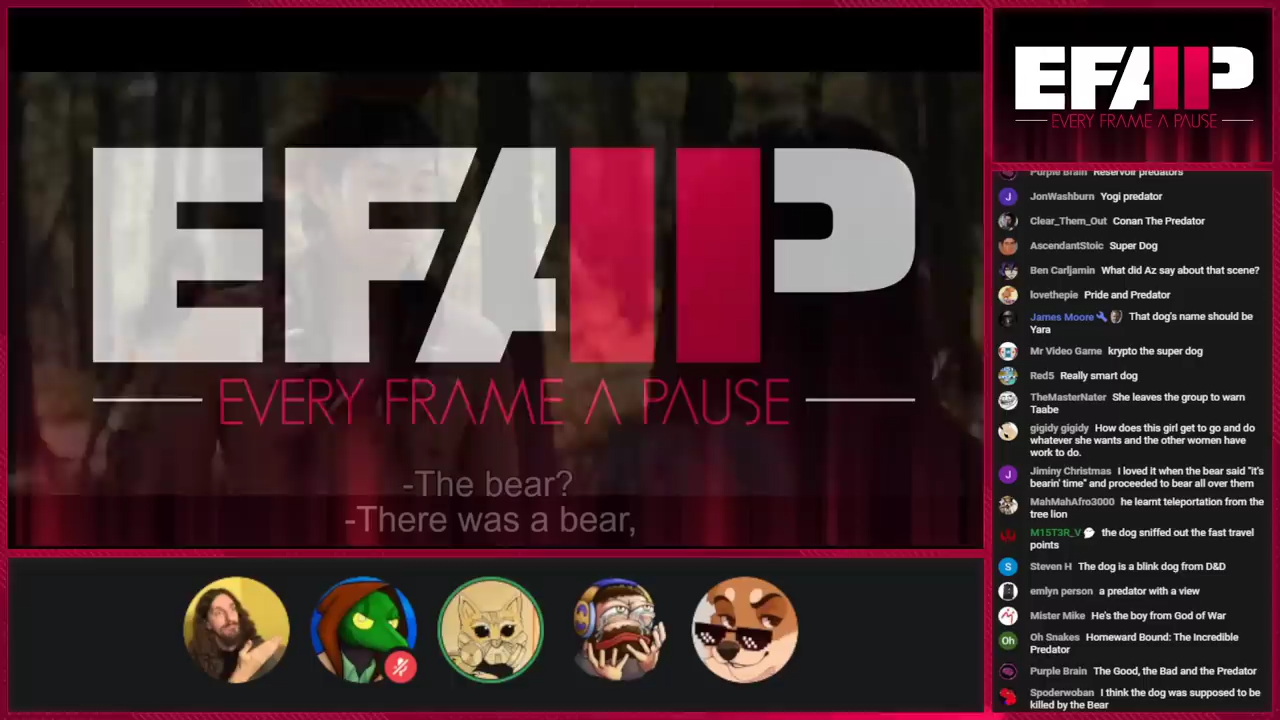 EFAP
EVERY FRAME A PAUSE
-The bear?
-There was a bear,
EFAP
EVERY FRAME A PAUSE
Purple Brain Reservoir predators
J
JonWashburn Yogi predator
Clear_Them_Out Conan The Predator
AscendantStoic Super Dog
Ben Carljamin What did Az say about that scene?
lovethepie Pride and Predator
James Moore That dog's name should be
Yara
Mr Video Game krypto the super dog
Red5 Really smart dog
TheMasterNater She leaves the group to warn
Taabe
gigidy gigidy How does this girl get to go and do
whatever she wants and the other women have
work to do.
J
Jiminy Christmas I loved it when the bear said "it's
bearin' time" and proceeded to bear all over them
MahMahAfro3000 he learnt teleportation from the
tree lion
M15T3R_V the dog sniffed out the fast travel
points
S
Steven H The dog is a blink dog from D&D
emlyn person a predator with a view
Mister Mike He's the boy from God of War
Oh
Oh Snakes Homeward Bound: The Incredible
Predator
Purple Brain The Good, the Bad and the Predator
Spoderwoban I think the dog was supposed to be
killed by the Bear